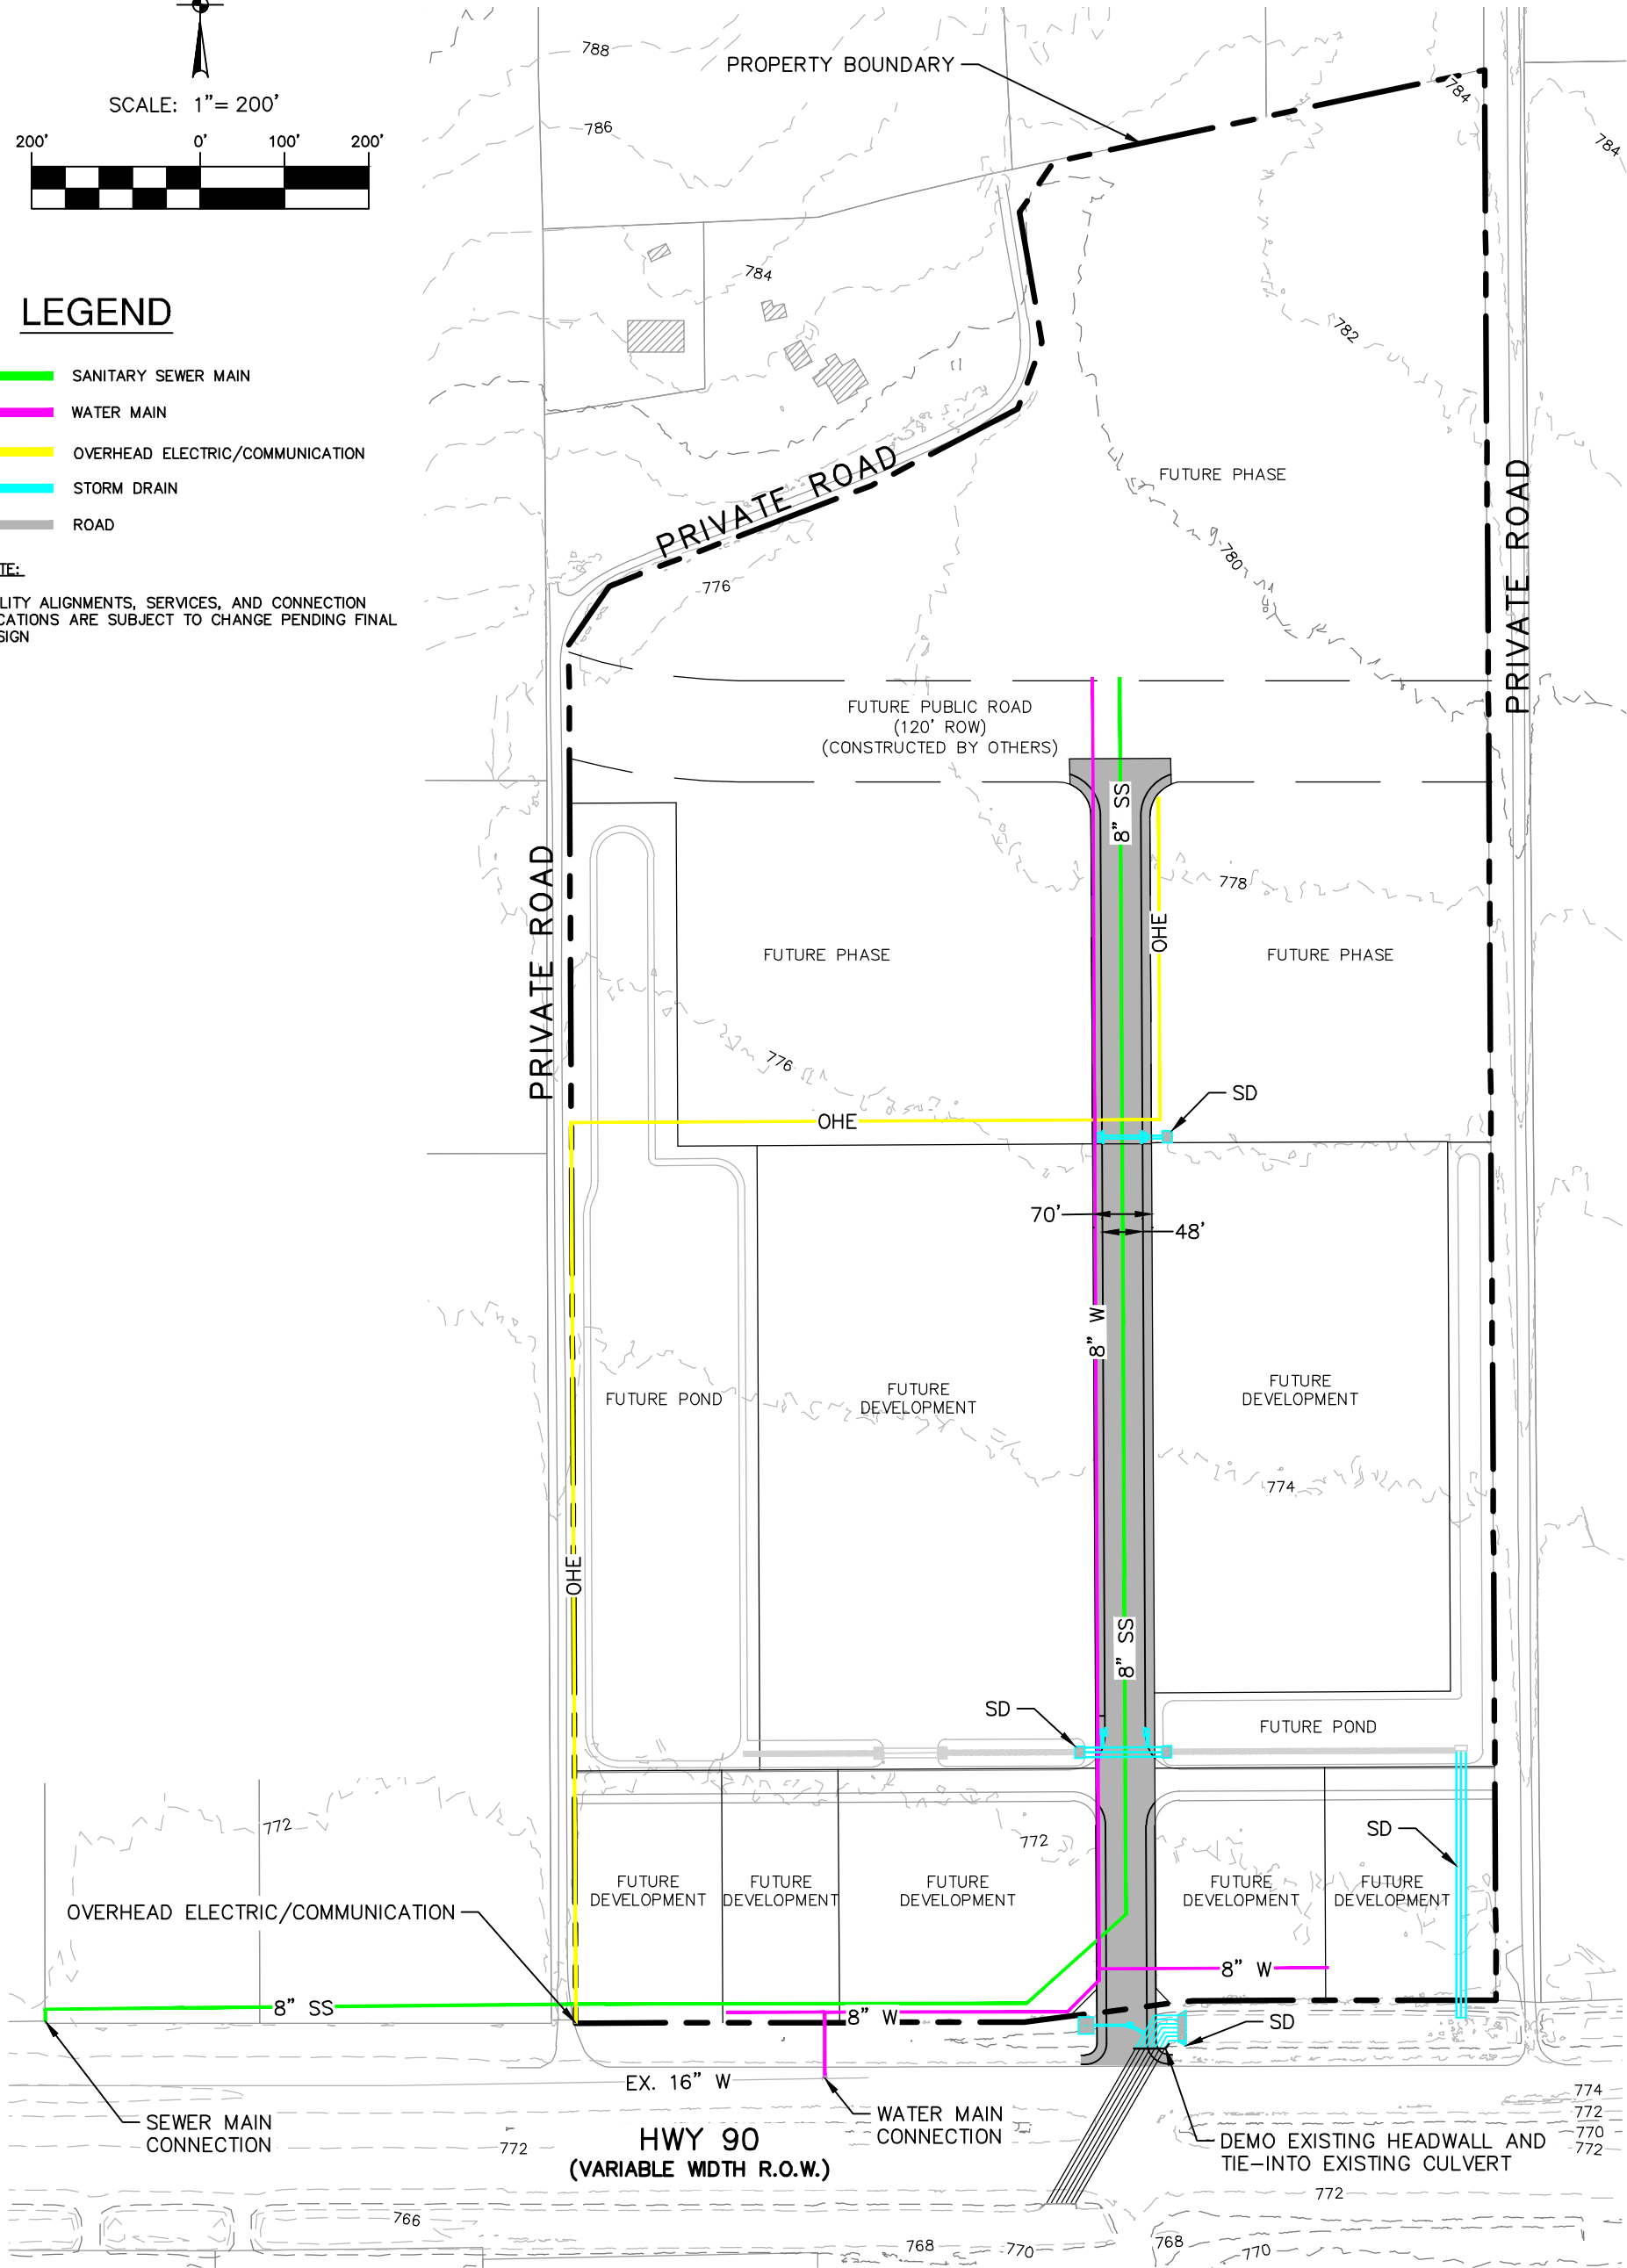 SCALE: 1"= 200'
200' 0' 100' 200'
LEGEND
SANITARY SEWER MAIN
WATER MAIN
OVERHEAD ELECTRIC/COMMUNICATION
STORM DRAIN
ROAD
TE:
LITY ALIGNMENTS, SERVICES, AND CONNECTION
CATIONS ARE SUBJECT TO CHANGE PENDING FINAL
SIGN
788
PROPERTY BOUNDARY
784
786
784
784
782
PRIVATE ROAD
FUTURE PHASE
PRIVATE ROAD
780
776
FUTURE PUBLIC ROAD
(120' ROW)
(CONSTRUCTED BY OTHERS)
8" SS
778
PRIVATE ROAD
OHE
FUTURE PHASE
FUTURE PHASE
776
SD
OHE
70'
48'
8" W
FUTURE POND
FUTURE
DEVELOPMENT
FUTURE
DEVELOPMENT
774
OHE
8" SS
SD
FUTURE POND
772
772
SD
FUTURE
DEVELOPMENT
FUTURE
DEVELOPMENT
FUTURE
DEVELOPMENT
FUTURE
DEVELOPMENT
FUTURE
DEVELOPMENT
OVERHEAD ELECTRIC/COMMUNICATION
8" W
8" SS
8" W
SD
EX. 16" W
SEWER MAIN
CONNECTION
WATER MAIN
CONNECTION
774
772
770
772
DEMO EXISTING HEADWALL AND
TIE-INTO EXISTING CULVERT
772
HWY 90
(VARIABLE WIDTH R.O.W.)
772
766
768
770
768
770